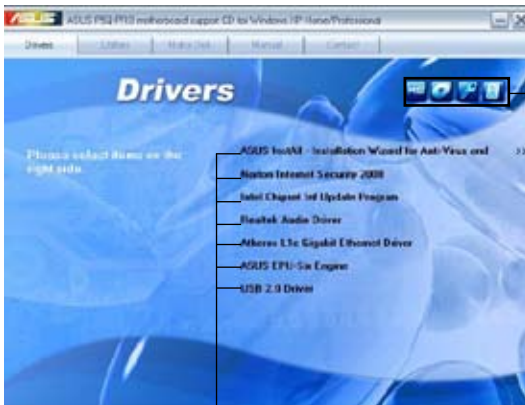 ASUS P5Q-PRO motherboard support CD for Windows XP Home/Professional
Drivers Utilities Make Disk Manual Contact
Drivers
Please select items on the right side.
ASUS InstAll - Installation Wizard for Anti-Virus and >>
Norton Internet Security 2008
Intel Chipset Inf Update Program
Realtek Audio Driver
Atheros L1e Gigabit Ethernet Driver
ASUS EPU-Six Engine
USB 2.0 Driver